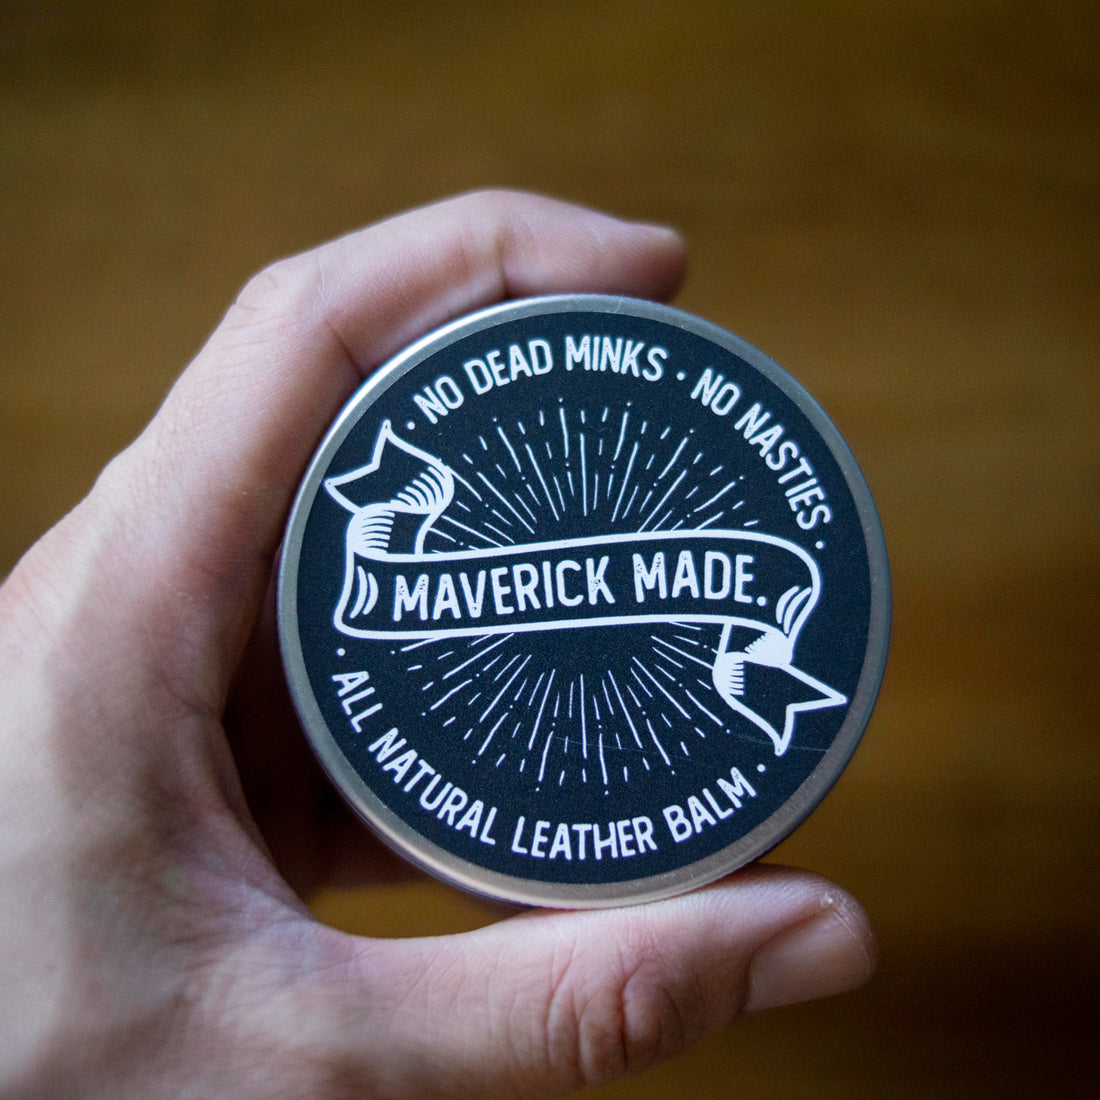 · NO DEAD MINKS · NO NASTIES ·
MAVERICK MADE.
· ALL NATURAL LEATHER BALM ·